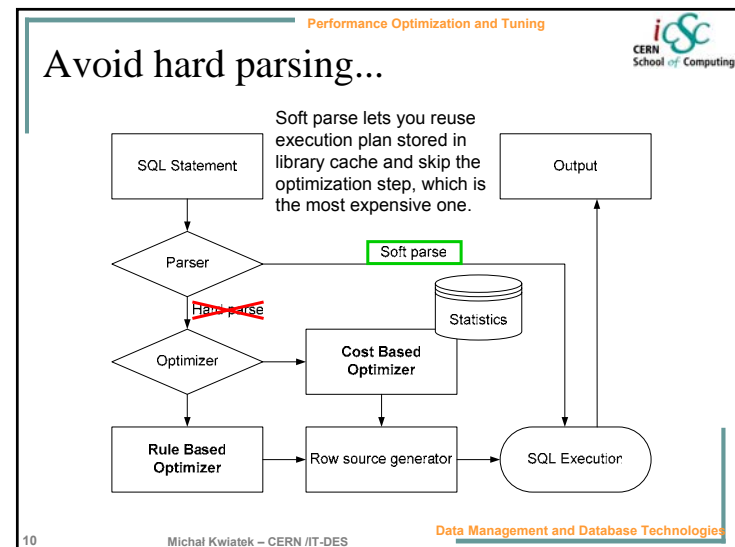 Performance Optimization and Tuning
iCSC
CERN
School of Computing
Avoid hard parsing...
Soft parse lets you reuse
execution plan stored in
library cache and skip the
optimization step, which is
the most expensive one.
SQL Statement
Output
Parser
Soft parse
Hard parse
Statistics
Optimizer
Cost Based
Optimizer
Rule Based
Optimizer
Row source generator
SQL Execution
10
Michał Kwiatek – CERN /IT-DES
Data Management and Database Technologies